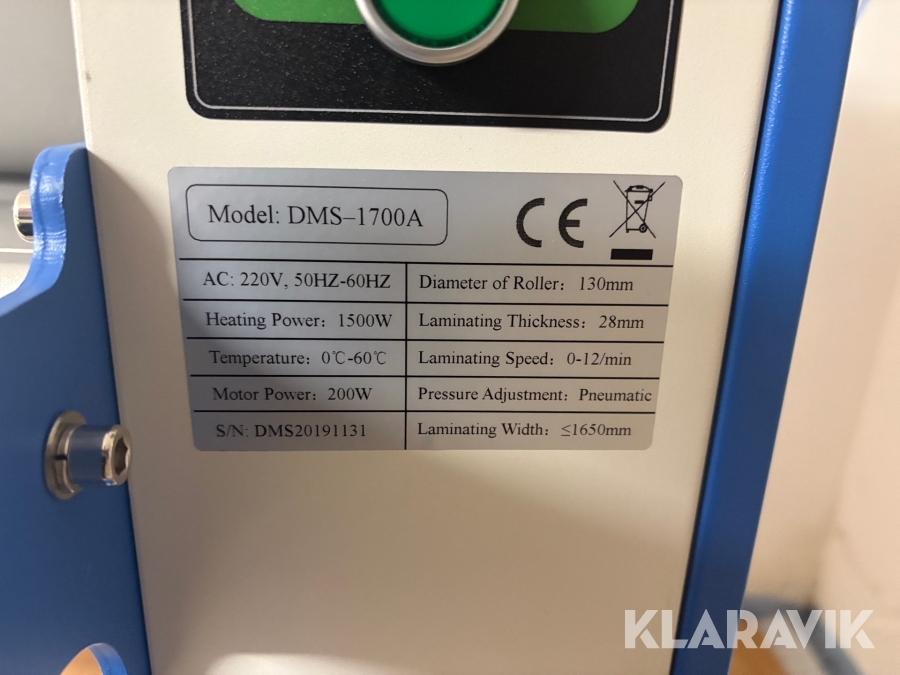 Model: DMS–1700A
CE
AC: 220V, 50HZ-60HZ
Diameter of Roller: 130mm
Heating Power: 1500W
Laminating Thickness: 28mm
Temperature: 0℃-60℃
Laminating Speed: 0-12/min
Motor Power: 200W
Pressure Adjustment: Pneumatic
S/N: DMS20191131
Laminating Width: ≤1650mm
KLARAVIK